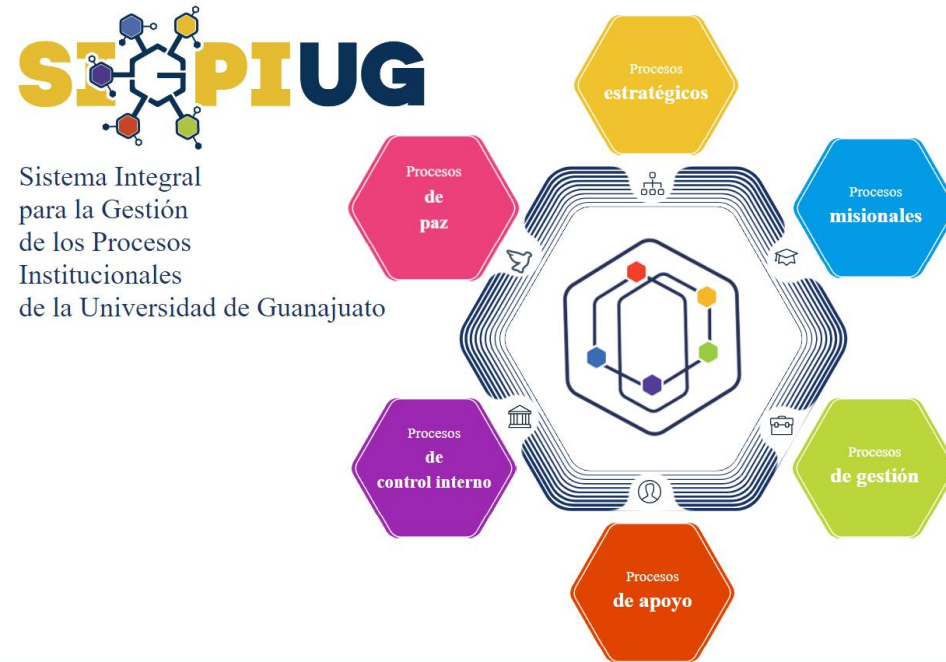 SIGPIUG
Sistema Integral
para la Gestión
de los Procesos
Institucionales
de la Universidad de Guanajuato
Procesos
estratégicos
Procesos
misionales
Procesos
de gestión
Procesos
de apoyo
Procesos
de
control interno
Procesos
de
paz